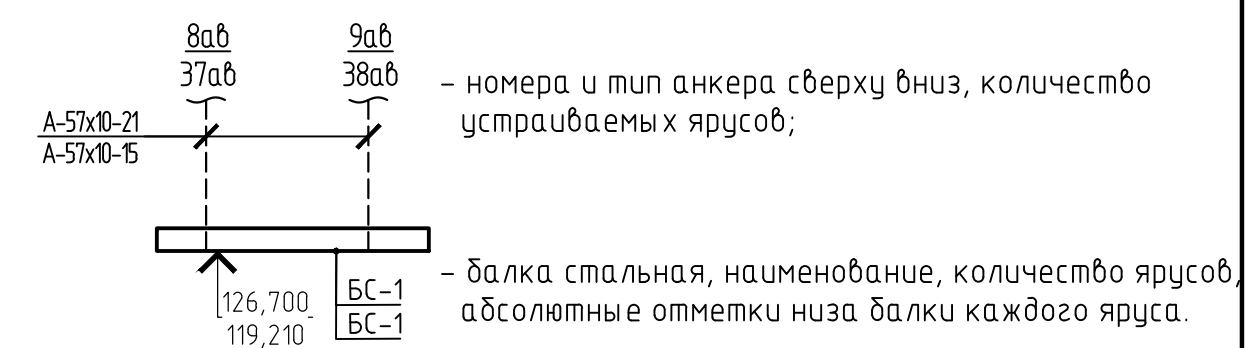 8ав 9ав
37ав 38ав
– номера и тип анкера сверху вниз, количество
устраиваемых ярусов;
А-57х10-21
А-57х10-15
– балка стальная, наименование, количество ярусов,
абсолютные отметки низа балки каждого яруса.
126,700 БС-1
119,210 БС-1